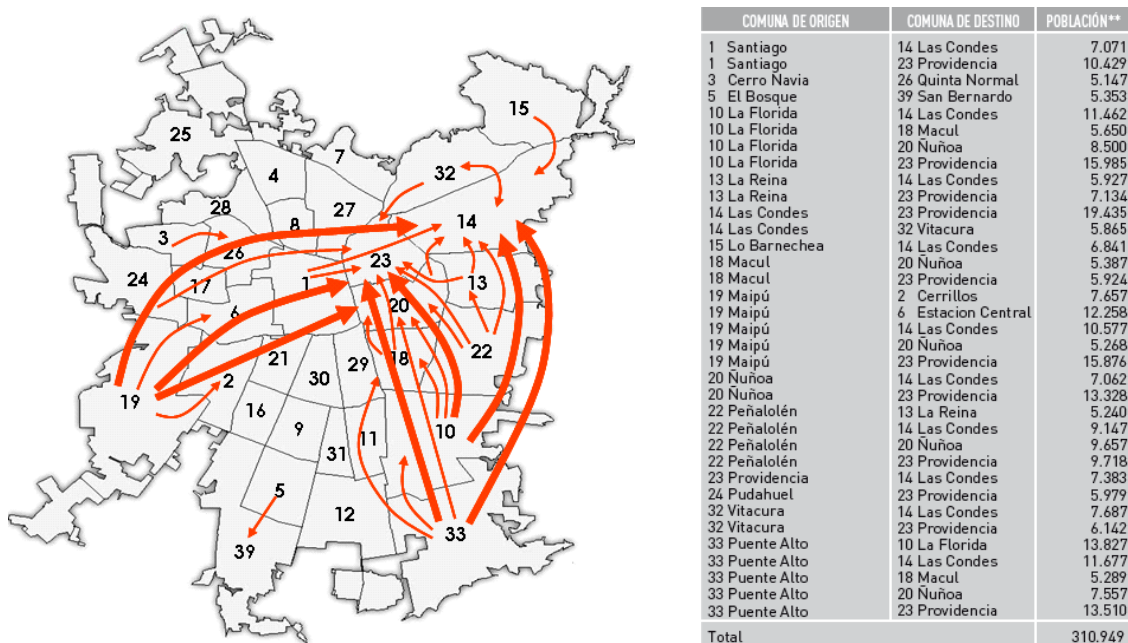 15
25
7
4
32
28
27
8
14
3
26
23
24
17
1
13
6
20
22
21
18
29
2
30
19
16
9
11
10
31
5
12
33
39
COMUNA DE ORIGEN COMUNA DE DESTINO POBLACIÓN**
1 Santiago 14 Las Condes 7.071
1 Santiago 23 Providencia 10.429
3 Cerro Navia 26 Quinta Normal 5.147
5 El Bosque 39 San Bernardo 5.353
10 La Florida 14 Las Condes 11.462
10 La Florida 18 Macul 5.650
10 La Florida 20 Ñuñoa 8.500
10 La Florida 23 Providencia 15.985
13 La Reina 14 Las Condes 5.927
13 La Reina 23 Providencia 7.134
14 Las Condes 23 Providencia 19.435
14 Las Condes 32 Vitacura 5.865
15 Lo Barnechea 14 Las Condes 6.841
18 Macul 20 Ñuñoa 5.387
18 Macul 23 Providencia 5.924
19 Maipú 2 Cerrillos 7.657
19 Maipú 6 Estacion Central 12.258
19 Maipú 14 Las Condes 10.577
19 Maipú 20 Ñuñoa 5.268
19 Maipú 23 Providencia 15.876
20 Ñuñoa 14 Las Condes 7.062
20 Ñuñoa 23 Providencia 13.328
22 Peñalolén 13 La Reina 5.240
22 Peñalolén 14 Las Condes 9.147
22 Peñalolén 20 Ñuñoa 9.657
22 Peñalolén 23 Providencia 9.718
23 Providencia 14 Las Condes 7.383
24 Pudahuel 23 Providencia 5.979
32 Vitacura 14 Las Condes 7.687
32 Vitacura 23 Providencia 6.142
33 Puente Alto 10 La Florida 13.827
33 Puente Alto 14 Las Condes 11.677
33 Puente Alto 18 Macul 5.289
33 Puente Alto 20 Ñuñoa 7.557
33 Puente Alto 23 Providencia 13.510
Total 310.949